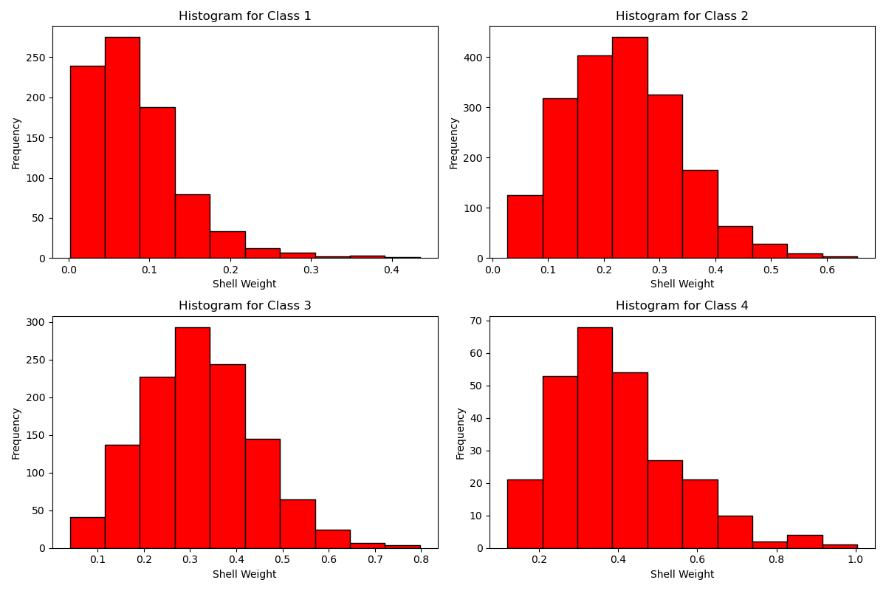 Histogram for Class 1
Frequency
250
200
150
100
50
0
0.0 0.1 0.2 0.3 0.4
Shell Weight
Histogram for Class 2
Frequency
400
300
200
100
0
0.0 0.1 0.2 0.3 0.4 0.5 0.6
Shell Weight
Histogram for Class 3
Frequency
300
250
200
150
100
50
0
0.1 0.2 0.3 0.4 0.5 0.6 0.7 0.8
Shell Weight
Histogram for Class 4
Frequency
70
60
50
40
30
20
10
0
0.2 0.4 0.6 0.8 1.0
Shell Weight